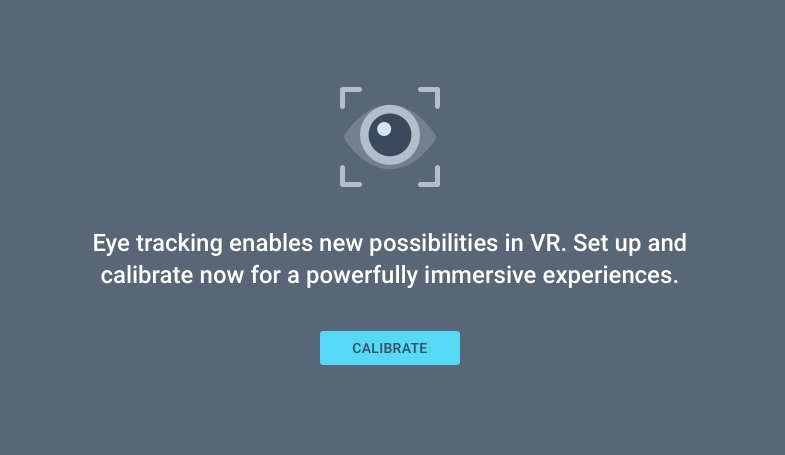 Eye tracking enables new possibilities in VR. Set up and
calibrate now for a powerfully immersive experiences.
CALIBRATE